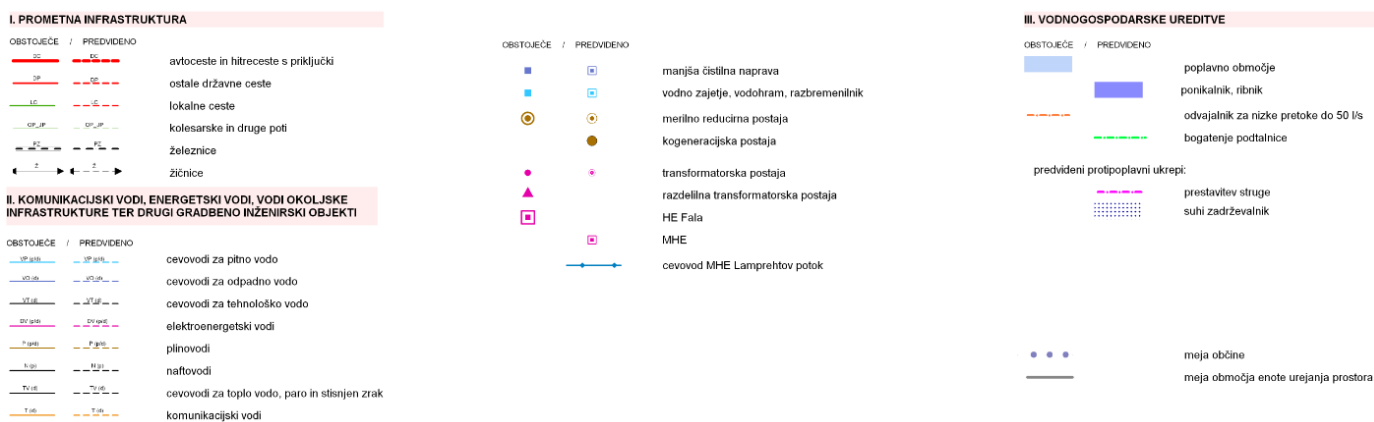 I. PROMETNA INFRASTRUKTURA
OBSTOJEČE / PREDVIDENO
avtoceste in hitreceste s priključki
ostale državne ceste
LC LC lokalne ceste
kolesarske in druge poti
PZ PZ železnice
Ž Ž žičnice
II. KOMUNIKACIJSKI VODI, ENERGETSKI VODI, VODI OKOLJSKE
INFRASTRUKTURE TER DRUGI GRADBENO INŽENIRSKI OBJEKTI
OBSTOJEČE / PREDVIDENO
cevovodi za pitno vodo
cevovodi za odpadno vodo
cevovodi za tehnološko vodo
elektroenergetski vodi
plinovodi
naftovodi
cevovodi za toplo vodo, paro in stisnjen zrak
komunikacijski vodi
OBSTOJEČE / PREDVIDENO
manjša čistilna naprava
vodno zajetje, vodohram, razbremenilnik
merilno reducirna postaja
kogeneracijska postaja
transformatorska postaja
razdelilna transformatorska postaja
HE Fala
MHE
cevovod MHE Lamprehtov potok
III. VODNOGOSPODARSKE UREDITVE
OBSTOJEČE / PREDVIDENO
poplavno območje
ponikalnik, ribnik
odvajalnik za nizke pretoke do 50 l/s
bogatenje podtalnice
predvideni protipoplavni ukrepi:
prestavitev struge
suhi zadrževalnik
meja občine
meja območja enote urejanja prostora